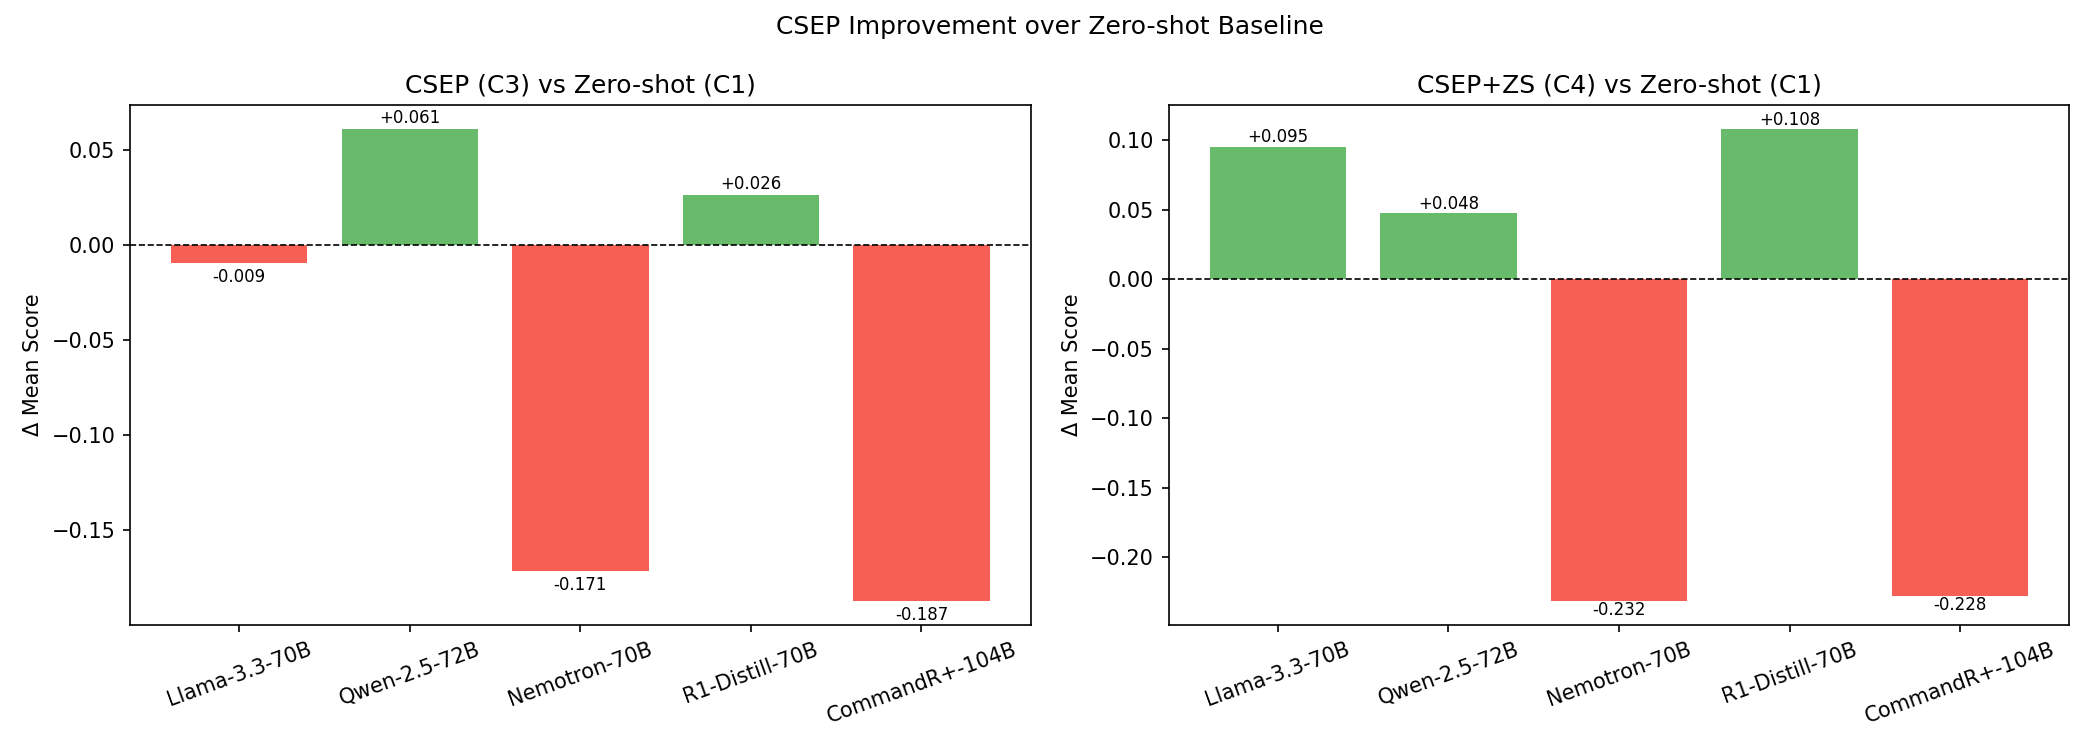 CSEP Improvement over Zero-shot Baseline
CSEP (C3) vs Zero-shot (C1)
Δ Mean Score
0.05
0.00
−0.05
−0.10
−0.15
-0.009
+0.061
-0.171
+0.026
-0.187
Llama-3.3-70B
Qwen-2.5-72B
Nemotron-70B
R1-Distill-70B
CommandR+-104B
CSEP+ZS (C4) vs Zero-shot (C1)
Δ Mean Score
0.10
0.05
0.00
−0.05
−0.10
−0.15
−0.20
+0.095
+0.048
-0.232
+0.108
-0.228
Llama-3.3-70B
Qwen-2.5-72B
Nemotron-70B
R1-Distill-70B
CommandR+-104B